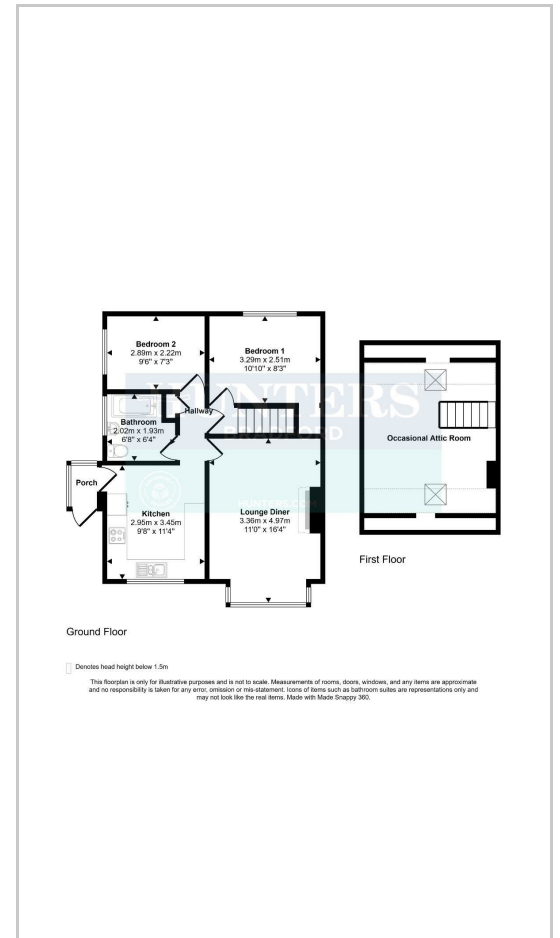 Bedroom 2
2.89m x 2.22m
9'6" x 7'3"
Bedroom 1
3.29m x 2.51m
10'10" x 8'3"
HUNTERS
BRADFORD
Hallway
Bathroom
2.02m x 1.93m
6'8" x 6'4"
Occasional Attic Room
Porch
HUNTERS.COM
Kitchen
2.95m x 3.45m
9'8" x 11'4"
Lounge Diner
3.36m x 4.97m
11'0" x 16'4"
First Floor
Ground Floor
Denotes head height below 1.5m
This floorplan is only for illustrative purposes and is not to scale. Measurements of rooms, doors, windows, and any items are approximate
and no responsibility is taken for any error, omission or mis-statement. Icons of items such as bathroom suites are representations only and
may not look like the real items. Made with Made Snappy 360.